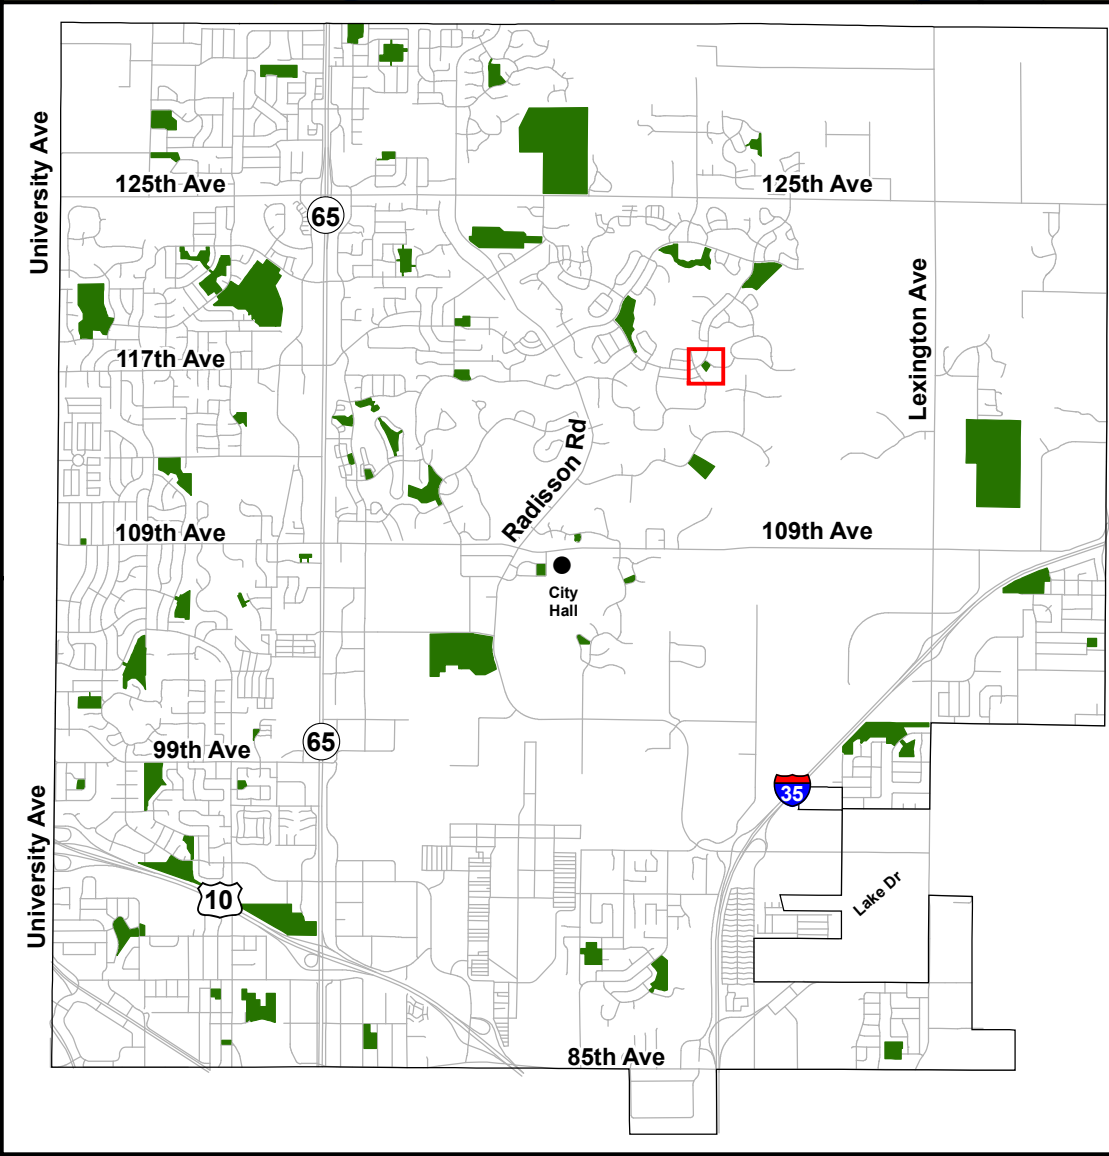 University Ave
125th Ave
125th Ave
65
117th Ave
Lexington Ave
Radisson Rd
109th Ave
109th Ave
City
Hall
99th Ave
65
35
University Ave
10
Lake Dr
85th Ave